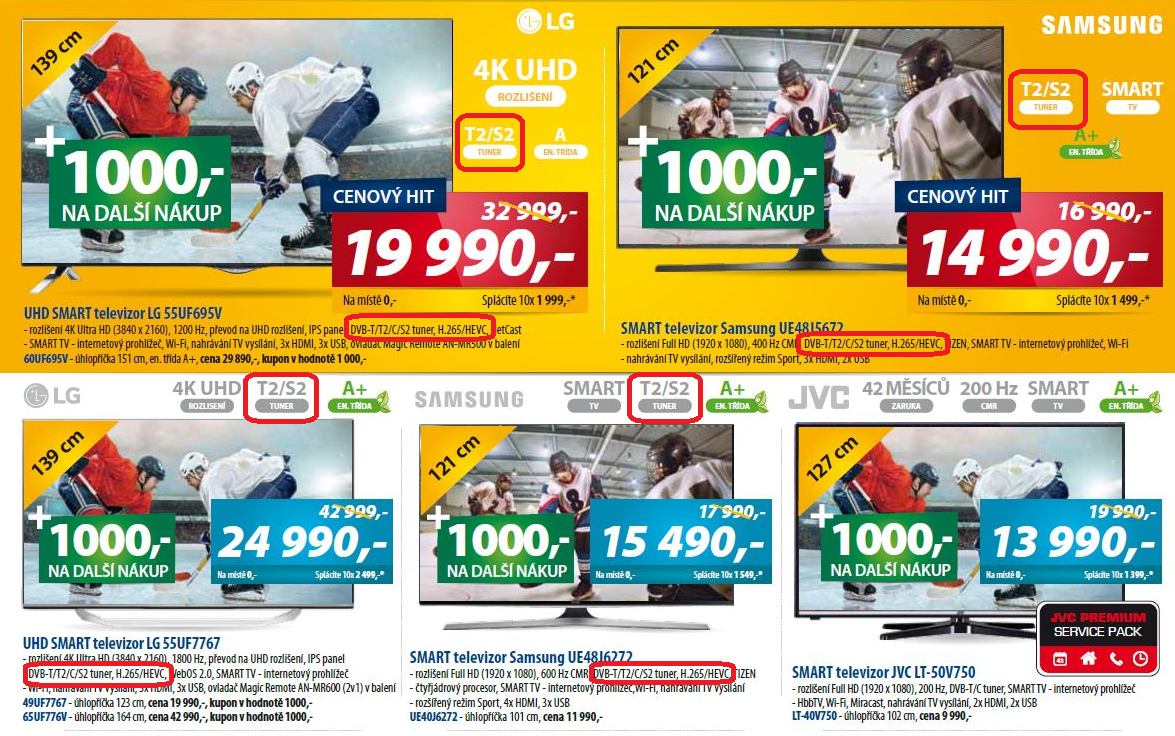 139 cm
LG
4K UHD
ROZLIŠENÍ
T2/S2
TUNER
A
EN. TŘÍDA
+
1000,-
NA DALŠÍ NÁKUP
CENOVÝ HIT
32 999,-
19 990,-
Na místě 0,-
Splácíte 10x 1 999,-*
UHD SMART televizor LG 55UF695V
- rozlišení 4K Ultra HD (3840 x 2160), 1200 Hz, převod na UHD rozlišení, IPS panel DVB-T/T2/C/S2 tuner, H.265/HEVC, NetCast
- SMART TV - internetový prohlížeč, Wi-Fi, nahrávání TV vysílání, 3x HDMI, 3x USB, ovladač Magic Remote AN-MR500 v balení
60UF695V - úhlopříčka 151 cm, en. třída A+, cena 29 890,-, kupon v hodnotě 1 000,-
121 cm
SAMSUNG
T2/S2
TUNER
SMART
TV
A+
EN. TŘÍDA
+
1000,-
NA DALŠÍ NÁKUP
CENOVÝ HIT
16 990,-
14 990,-
Na místě 0,-
Splácíte 10x 1 499,-*
SMART televizor Samsung UE48J5672
- rozlišení Full HD (1920 x 1080), 400 Hz CMR, DVB-T/T2/C/S2 tuner, H.265/HEVC, TIZEN, SMART TV - internetový prohlížeč, Wi-Fi
- nahrávání TV vysílání, rozšířený režim Sport, 3x HDMI, 2x USB
LG
4K UHD
ROZLIŠENÍ
T2/S2
TUNER
A+
EN. TŘÍDA
139 cm
+
1000,-
NA DALŠÍ NÁKUP
42 999,-
24 990,-
Na místě 0,-
Splácíte 10x 2 499,-*
UHD SMART televizor LG 55UF7767
- rozlišení 4K Ultra HD (3840 x 2160), 1800 Hz, převod na UHD rozlišení, IPS panel
DVB-T/T2/C/S2 tuner, H.265/HEVC, WebOS 2.0, SMART TV - internetový prohlížeč
- Wi-Fi, nahrávání TV vysílání, 3x HDMI, 3x USB, ovladač Magic Remote AN-MR600 (2v1) v balení
49UF7767 - úhlopříčka 123 cm, cena 19 990,-, kupon v hodnotě 1000,-
65UF776V - úhlopříčka 164 cm, cena 42 990,-, kupon v hodnotě 1000,-
SAMSUNG
SMART
TV
T2/S2
TUNER
A+
EN. TŘÍDA
121 cm
+
1000,-
NA DALŠÍ NÁKUP
17 990,-
15 490,-
Na místě 0,-
Splácíte 10x 1 549,-*
SMART televizor Samsung UE48J6272
- rozlišení Full HD (1920 x 1080), 600 Hz CMR, DVB-T/T2/C/S2 tuner, H.265/HEVC, TIZEN
- čtyřjádrový procesor, SMART TV - internetový prohlížeč, Wi-Fi, nahrávání TV vysílání
- rozšířený režim Sport, 4x HDMI, 3x USB
UE40J6272 - úhlopříčka 101 cm, cena 11 990,-
JVC
42 MĚSÍCŮ
ZÁRUKA
200 Hz
CMR
SMART
TV
A+
EN. TŘÍDA
127 cm
+
1000,-
NA DALŠÍ NÁKUP
19 990,-
13 990,-
Na místě 0,-
Splácíte 10x 1 399,-*
JVC PREMIUM
SERVICE PACK
42
SMART televizor JVC LT-50V750
- rozlišení Full HD (1920 x 1080), 200 Hz, DVB-T/C tuner, SMART TV - internetový prohlížeč
- HbbTV, Wi-Fi, Miracast, nahrávání TV vysílání, 2x HDMI, 2x USB
LT-40V750 - úhlopříčka 102 cm, cena 9 990,-